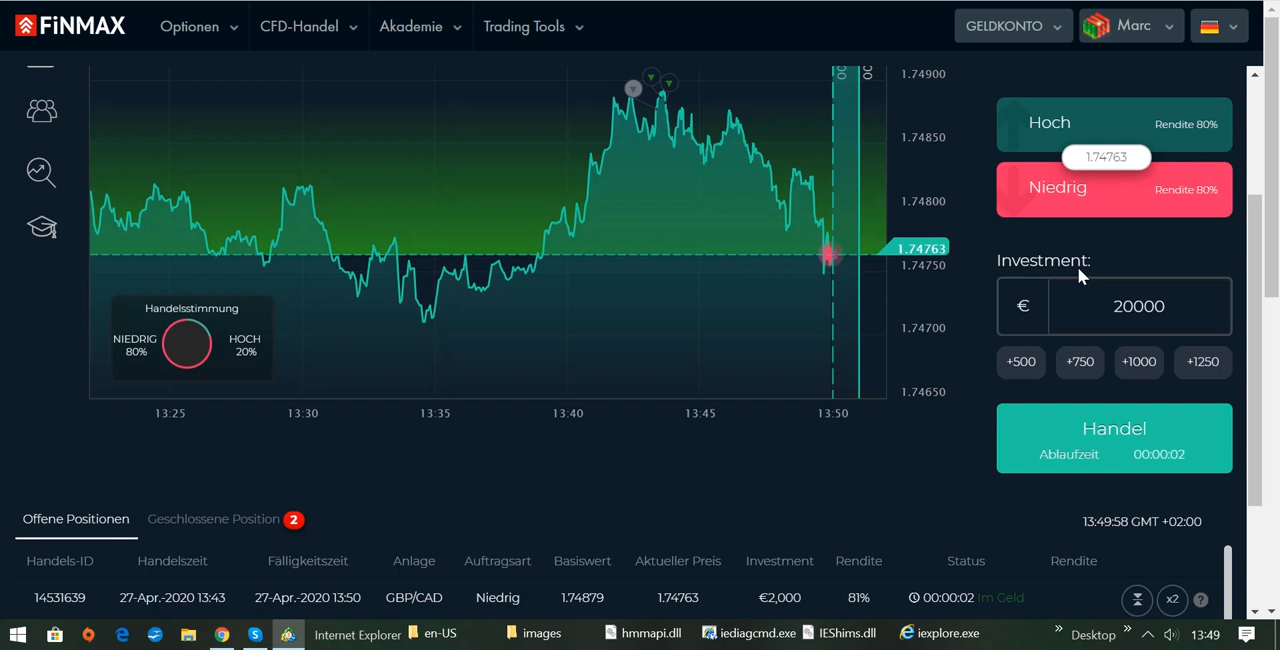 FiNMAX Optionen CFD-Handel Akademie Trading Tools GELDKONTO Marc
1.74900
1.74850
1.74800
1.74763
1.74750
1.74700
1.74650
Handelsstimmung
NIEDRIG HOCH
80% 20%
13:25 13:30 13:35 13:40 13:45 13:50
Hoch Rendite 80%
1.74763
Niedrig Rendite 80%
Investment:
€ 20000
+500 +750 +1000 +1250
Handel
Ablaufzeit 00:00:02
Offene Positionen Geschlossene Position 2 13:49:58 GMT +02:00
Handels-ID Handelszeit Fälligkeitszeit Anlage Auftragsart Basiswert Aktueller Preis Investment Rendite Status Rendite
14531639 27-Apr.-2020 13:43 27-Apr.-2020 13:50 GBP/CAD Niedrig 1.74879 1.74763 €2,000 81% 00:00:02 Im Geld x2 ?
Internet Explorer en-US images hmmapi.dll iediagcmd.exe IEShims.dll iexplore.exe » Desktop » 13:49